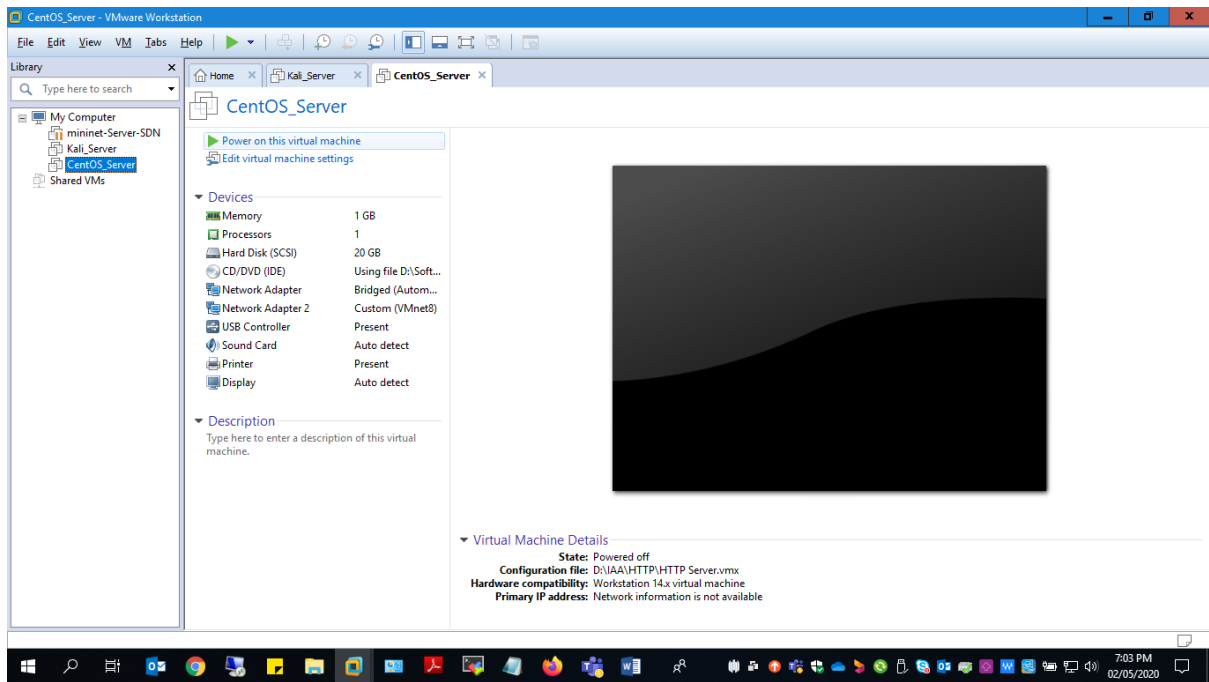 CentOS_Server - VMware Workstation
File Edit View VM Tabs Help
Library
Type here to search
My Computer
mininet-Server-SDN
Kali_Server
CentOS_Server
Shared VMs
Home Kali_Server CentOS_Server
CentOS_Server
Power on this virtual machine
Edit virtual machine settings
Devices
Memory 1 GB
Processors 1
Hard Disk (SCSI) 20 GB
CD/DVD (IDE) Using file D:\Soft...
Network Adapter Bridged (Autom...
Network Adapter 2 Custom (VMnet8)
USB Controller Present
Sound Card Auto detect
Printer Present
Display Auto detect
Description
Type here to enter a description of this virtual
machine.
Virtual Machine Details
State: Powered off
Configuration file: D:\IAA\HTTP\HTTP Server.vmx
Hardware compatibility: Workstation 14.x virtual machine
Primary IP address: Network information is not available
7:03 PM
02/05/2020